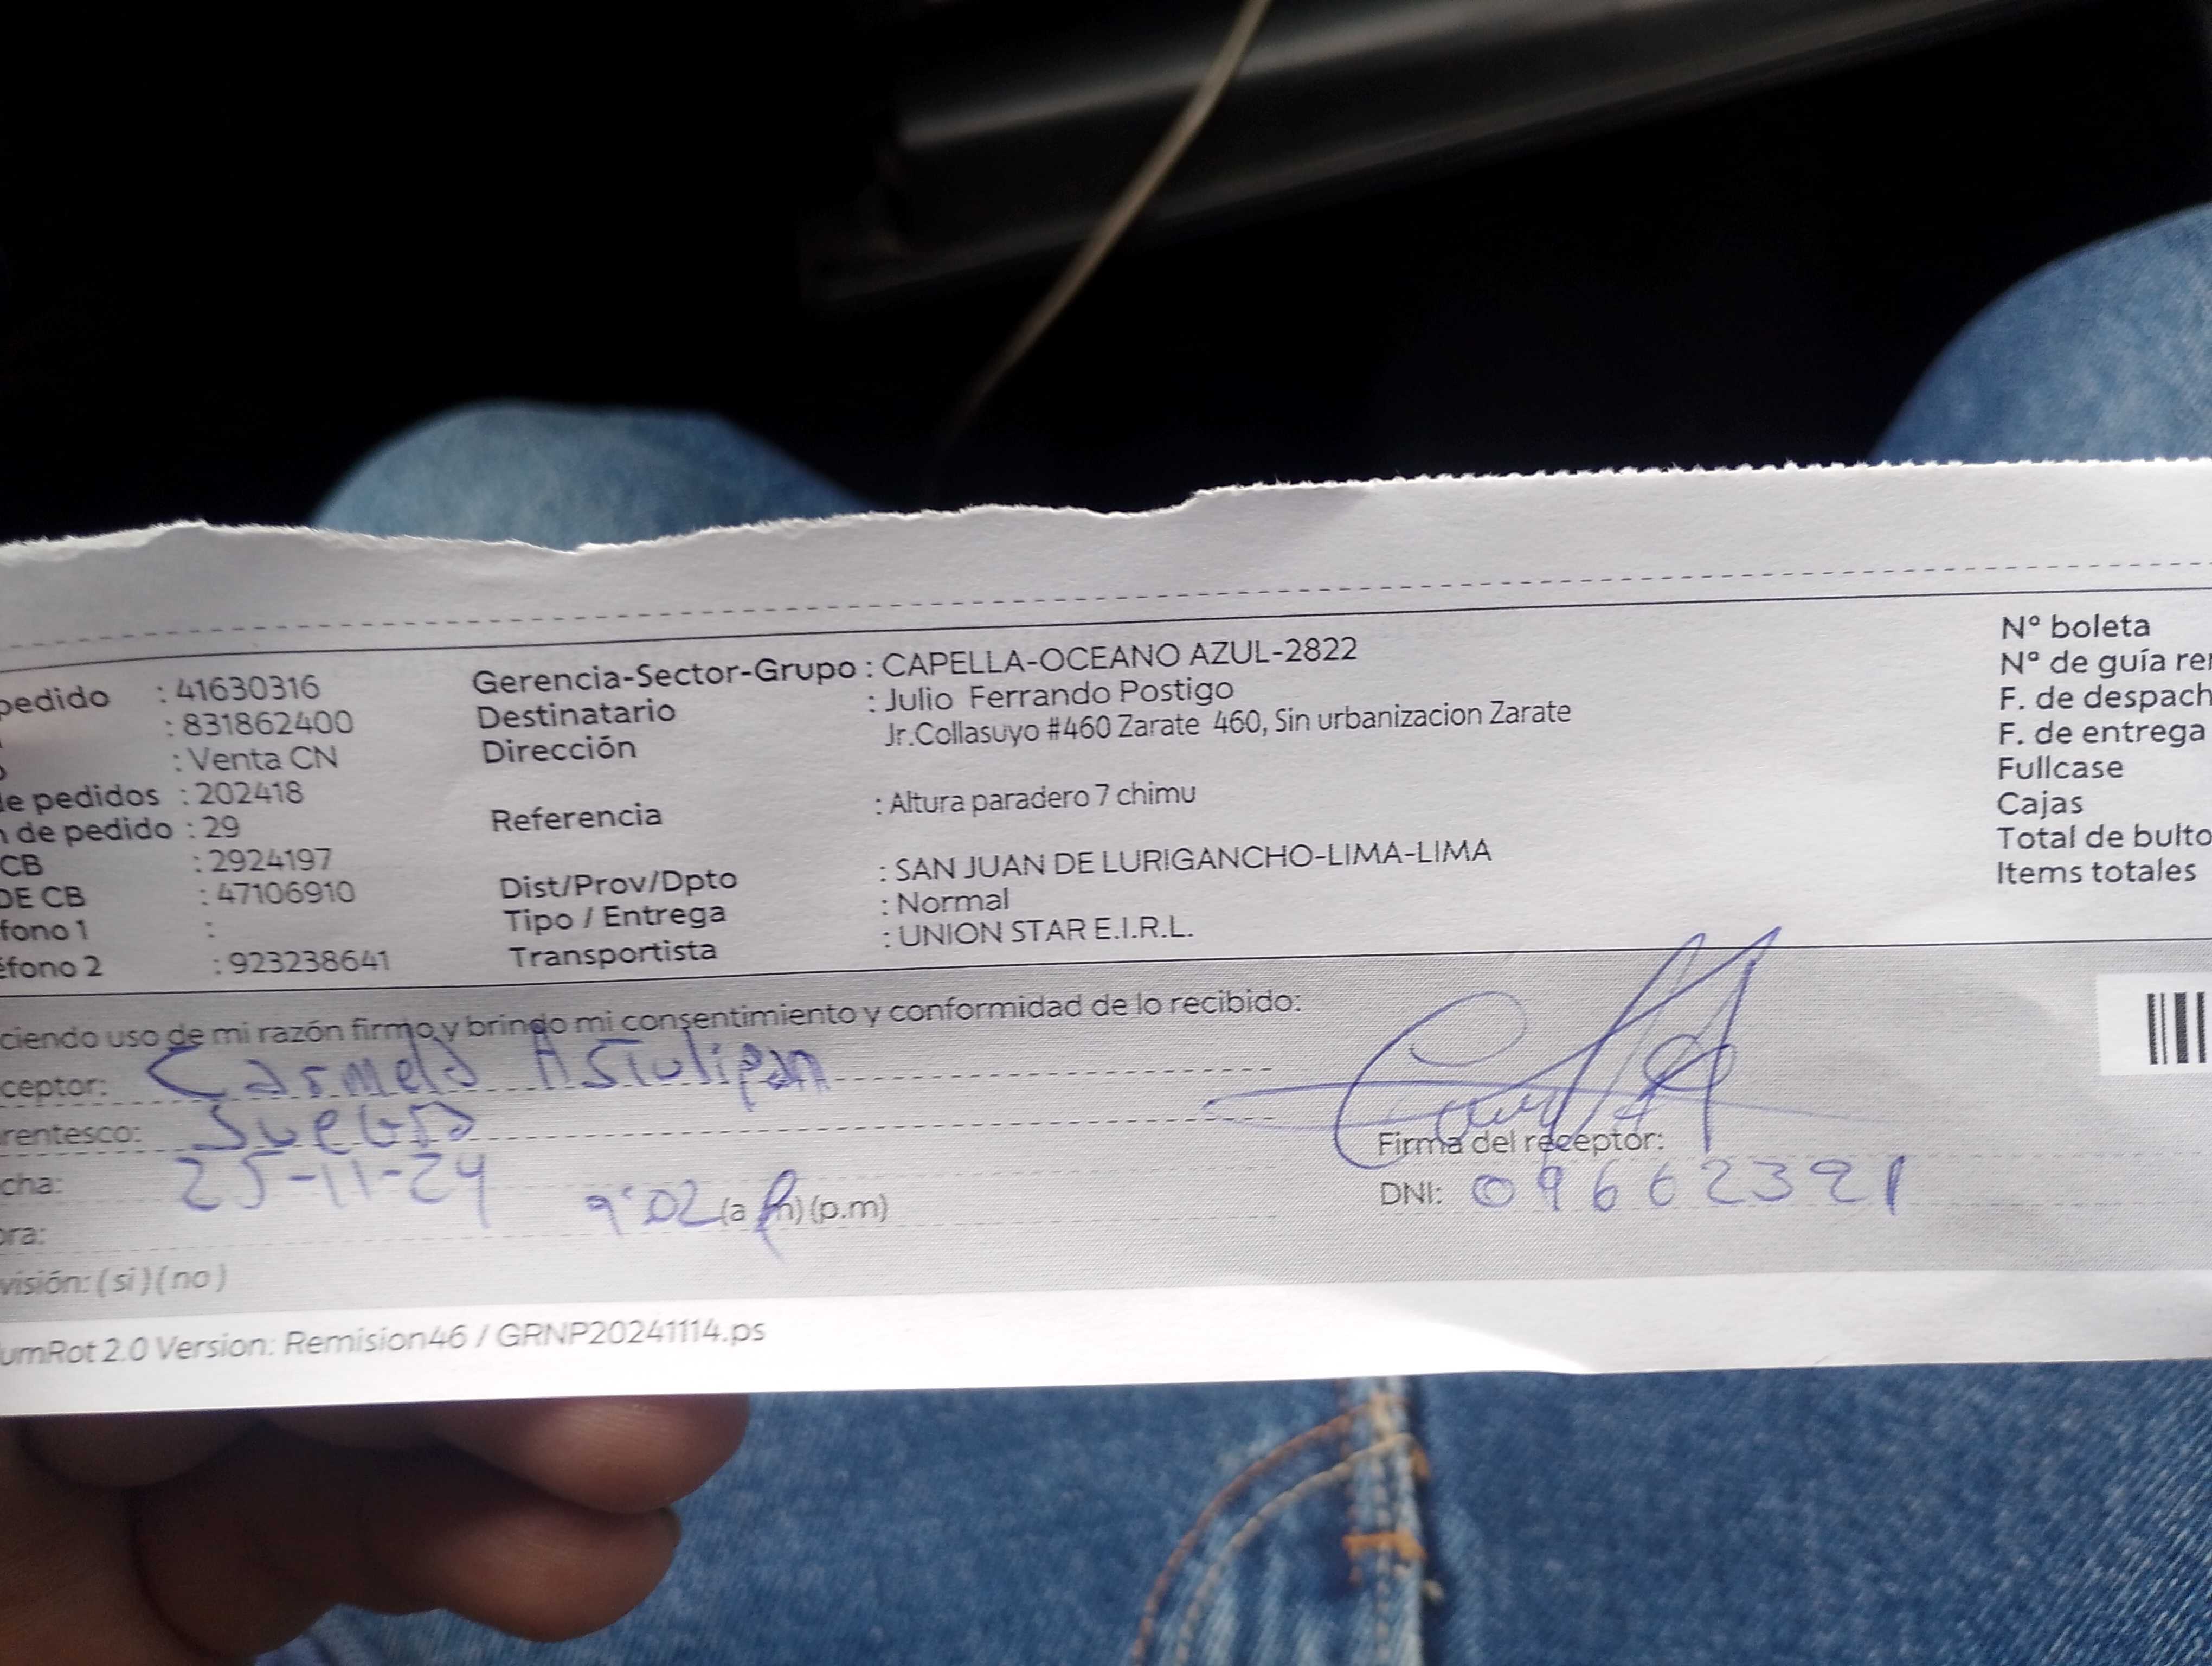 pedido : 41630316 Gerencia-Sector-Grupo : CAPELLA-OCEANO AZUL-2822 N° boleta
: 831862400 Destinatario : Julio Ferrando Postigo N° de guía re
: Venta CN Dirección Jr.Collasuyo #460 Zarate 460, Sin urbanizacion Zarate F. de despach
de pedidos : 202418 F. de entrega
n de pedido : 29 Referencia : Altura paradero 7 chimu Fullcase
CB : 2924197 Cajas
DE CB : 47106910 Dist/Prov/Dpto : SAN JUAN DE LURIGANCHO-LIMA-LIMA Total de bulto
fono 1 : Tipo / Entrega : Normal Items totales
éfono 2 : 923238641 Transportista : UNION STAR E.I.R.L.
ciendo uso de mi razón firmo y brindo mi consentimiento y conformidad de lo recibido:
ceptor: Carmela Astulipan
rentesco: Suegra Firma del receptor:
cha: 25-11-24 DNI: 09662321
ora: 9:02 (a.m) (p.m)
visión: (si) (no)
umRot 2.0 Version: Remision46 / GRNP20241114.ps